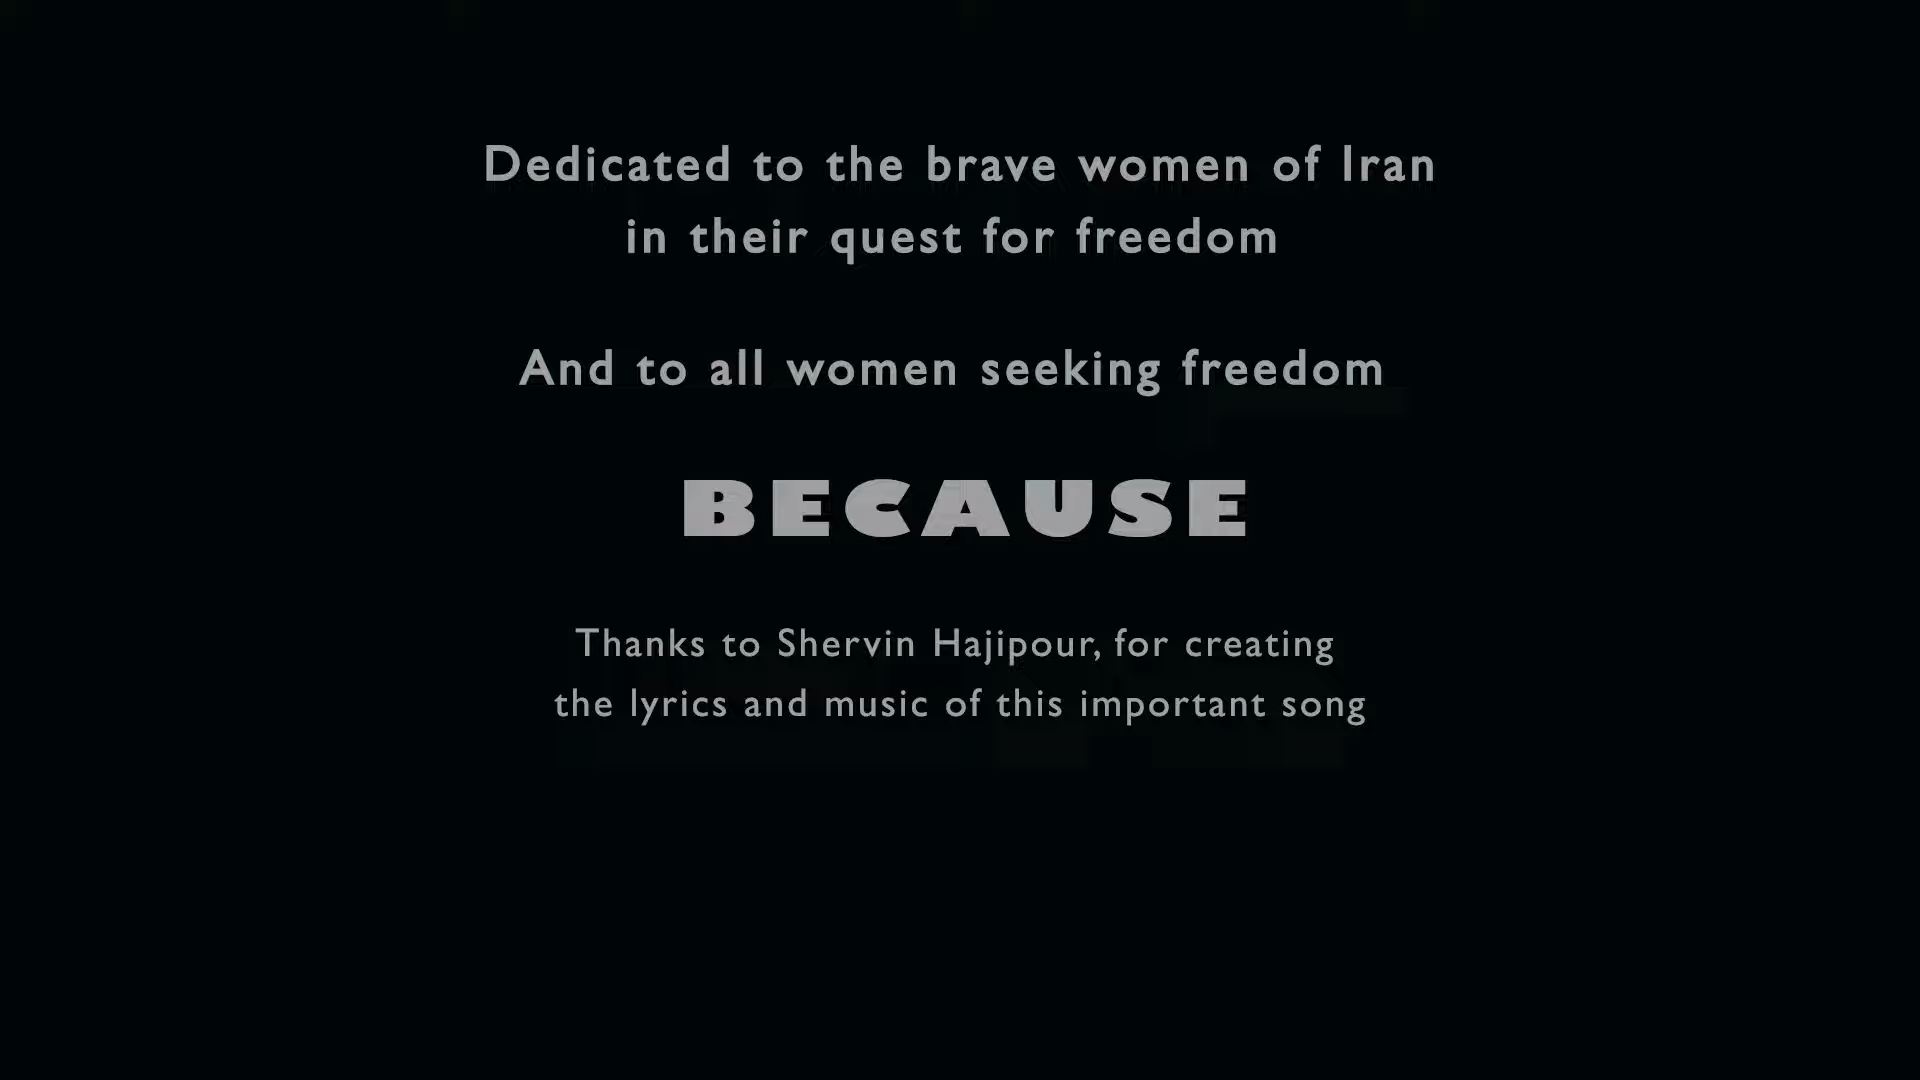 Dedicated to the brave women of Iran
in their quest for freedom
And to all women seeking freedom
BECAUSE
Thanks to Shervin Hajipour, for creating
the lyrics and music of this important song